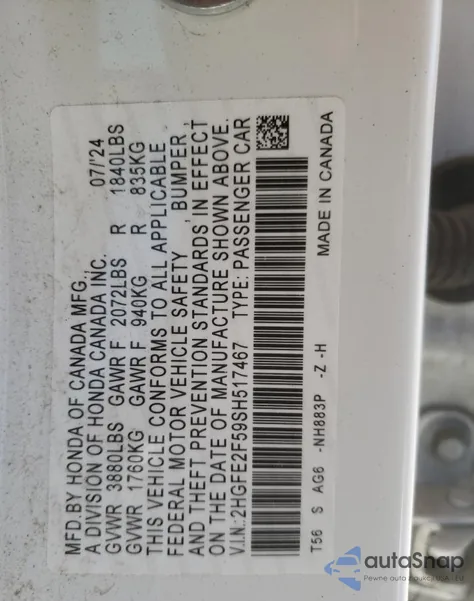 MFD.BY HONDA OF CANADA MFG., 07/'24
A DIVISION OF HONDA CANADA INC.
GVWR 3880LBS GAWR F 2072LBS R 1840LBS
GVWR 1760KG GAWR F 940KG R 835KG
THIS VEHICLE CONFORMS TO ALL APPLICABLE
FEDERAL MOTOR VEHICLE SAFETY , BUMPER ,
AND THEFT PREVENTION STANDARDS IN EFFECT
ON THE DATE OF MANUFACTURE SHOWN ABOVE.
V.I.N.:2HGFE2F59SH517467 TYPE: PASSENGER CAR
T56 S AG6 -NH883P -Z -H MADE IN CANADA
autoSnap